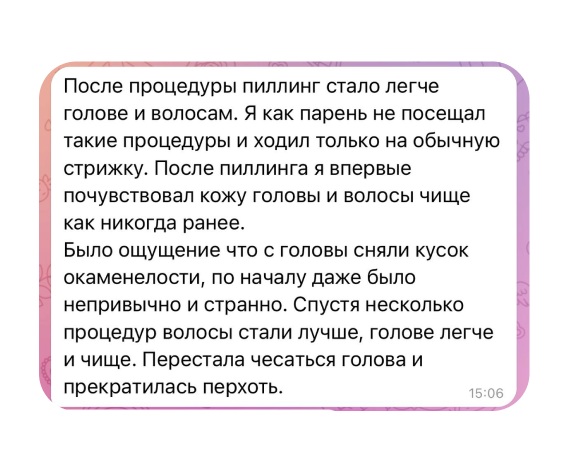 После процедуры пиллинг стало легче
голове и волосам. Я как парень не посещал
такие процедуры и ходил только на обычную
стрижку. После пиллинга я впервые
почувствовал кожу головы и волосы чище
как никогда ранее.
Было ощущение что с головы сняли кусок
окаменелости, по началу даже было
непривычно и странно. Спустя несколько
процедур волосы стали лучше, голове легче
и чище. Перестала чесаться голова и
прекратилась перхоть.
15:06